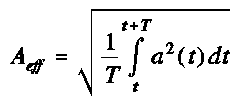 A_eff = √( (1/T) ∫_t^{t+T} a²(t) dt )